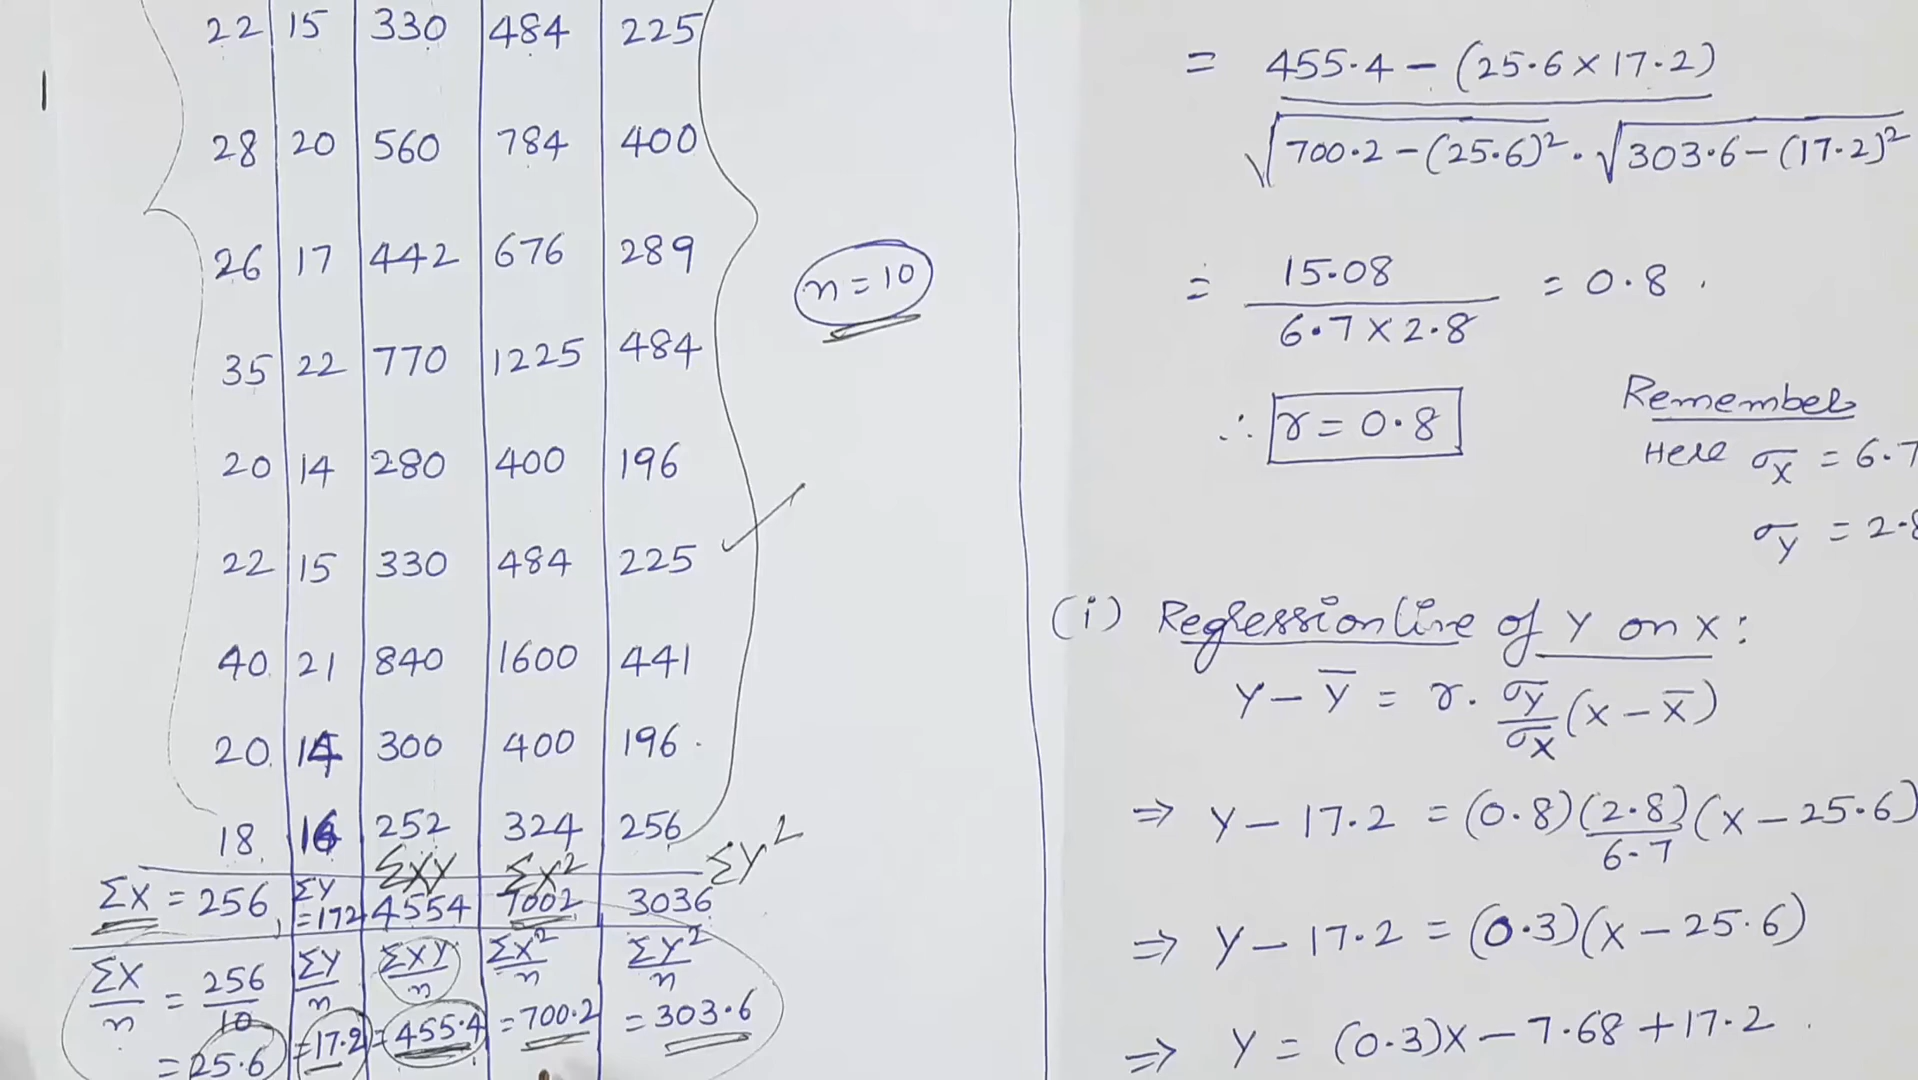 22 15 330 484 225
28 20 560 784 400
26 17 442 676 289
35 22 770 1225 484
20 14 280 400 196
22 15 330 484 225
40 21 840 1600 441
20 14 300 400 196
18 16 252 324 256
ΣXY ΣX² ΣY²
ΣX = 256 ΣY = 172 4554 7002 3036
ΣX/n = 256/10 ΣY/n ΣXY/n ΣX²/n ΣY²/n
= 25.6 = 17.2 = 455.4 = 700.2 = 303.6
n = 10
= 455.4 - (25.6 × 17.2)
√700.2 - (25.6)² . √303.6 - (17.2)²
= 15.08 = 0.8 .
6.7 × 2.8
∴ r = 0.8
Remember
Here σx = 6.7
σy = 2.8
(i) Regression line of Y on X :
Y - Y̅ = r. σy/σx (X - X̅)
⇒ Y - 17.2 = (0.8) (2.8)/6.7 (X - 25.6)
⇒ Y - 17.2 = (0.3)(X - 25.6)
⇒ Y = (0.3)X - 7.68 + 17.2 .